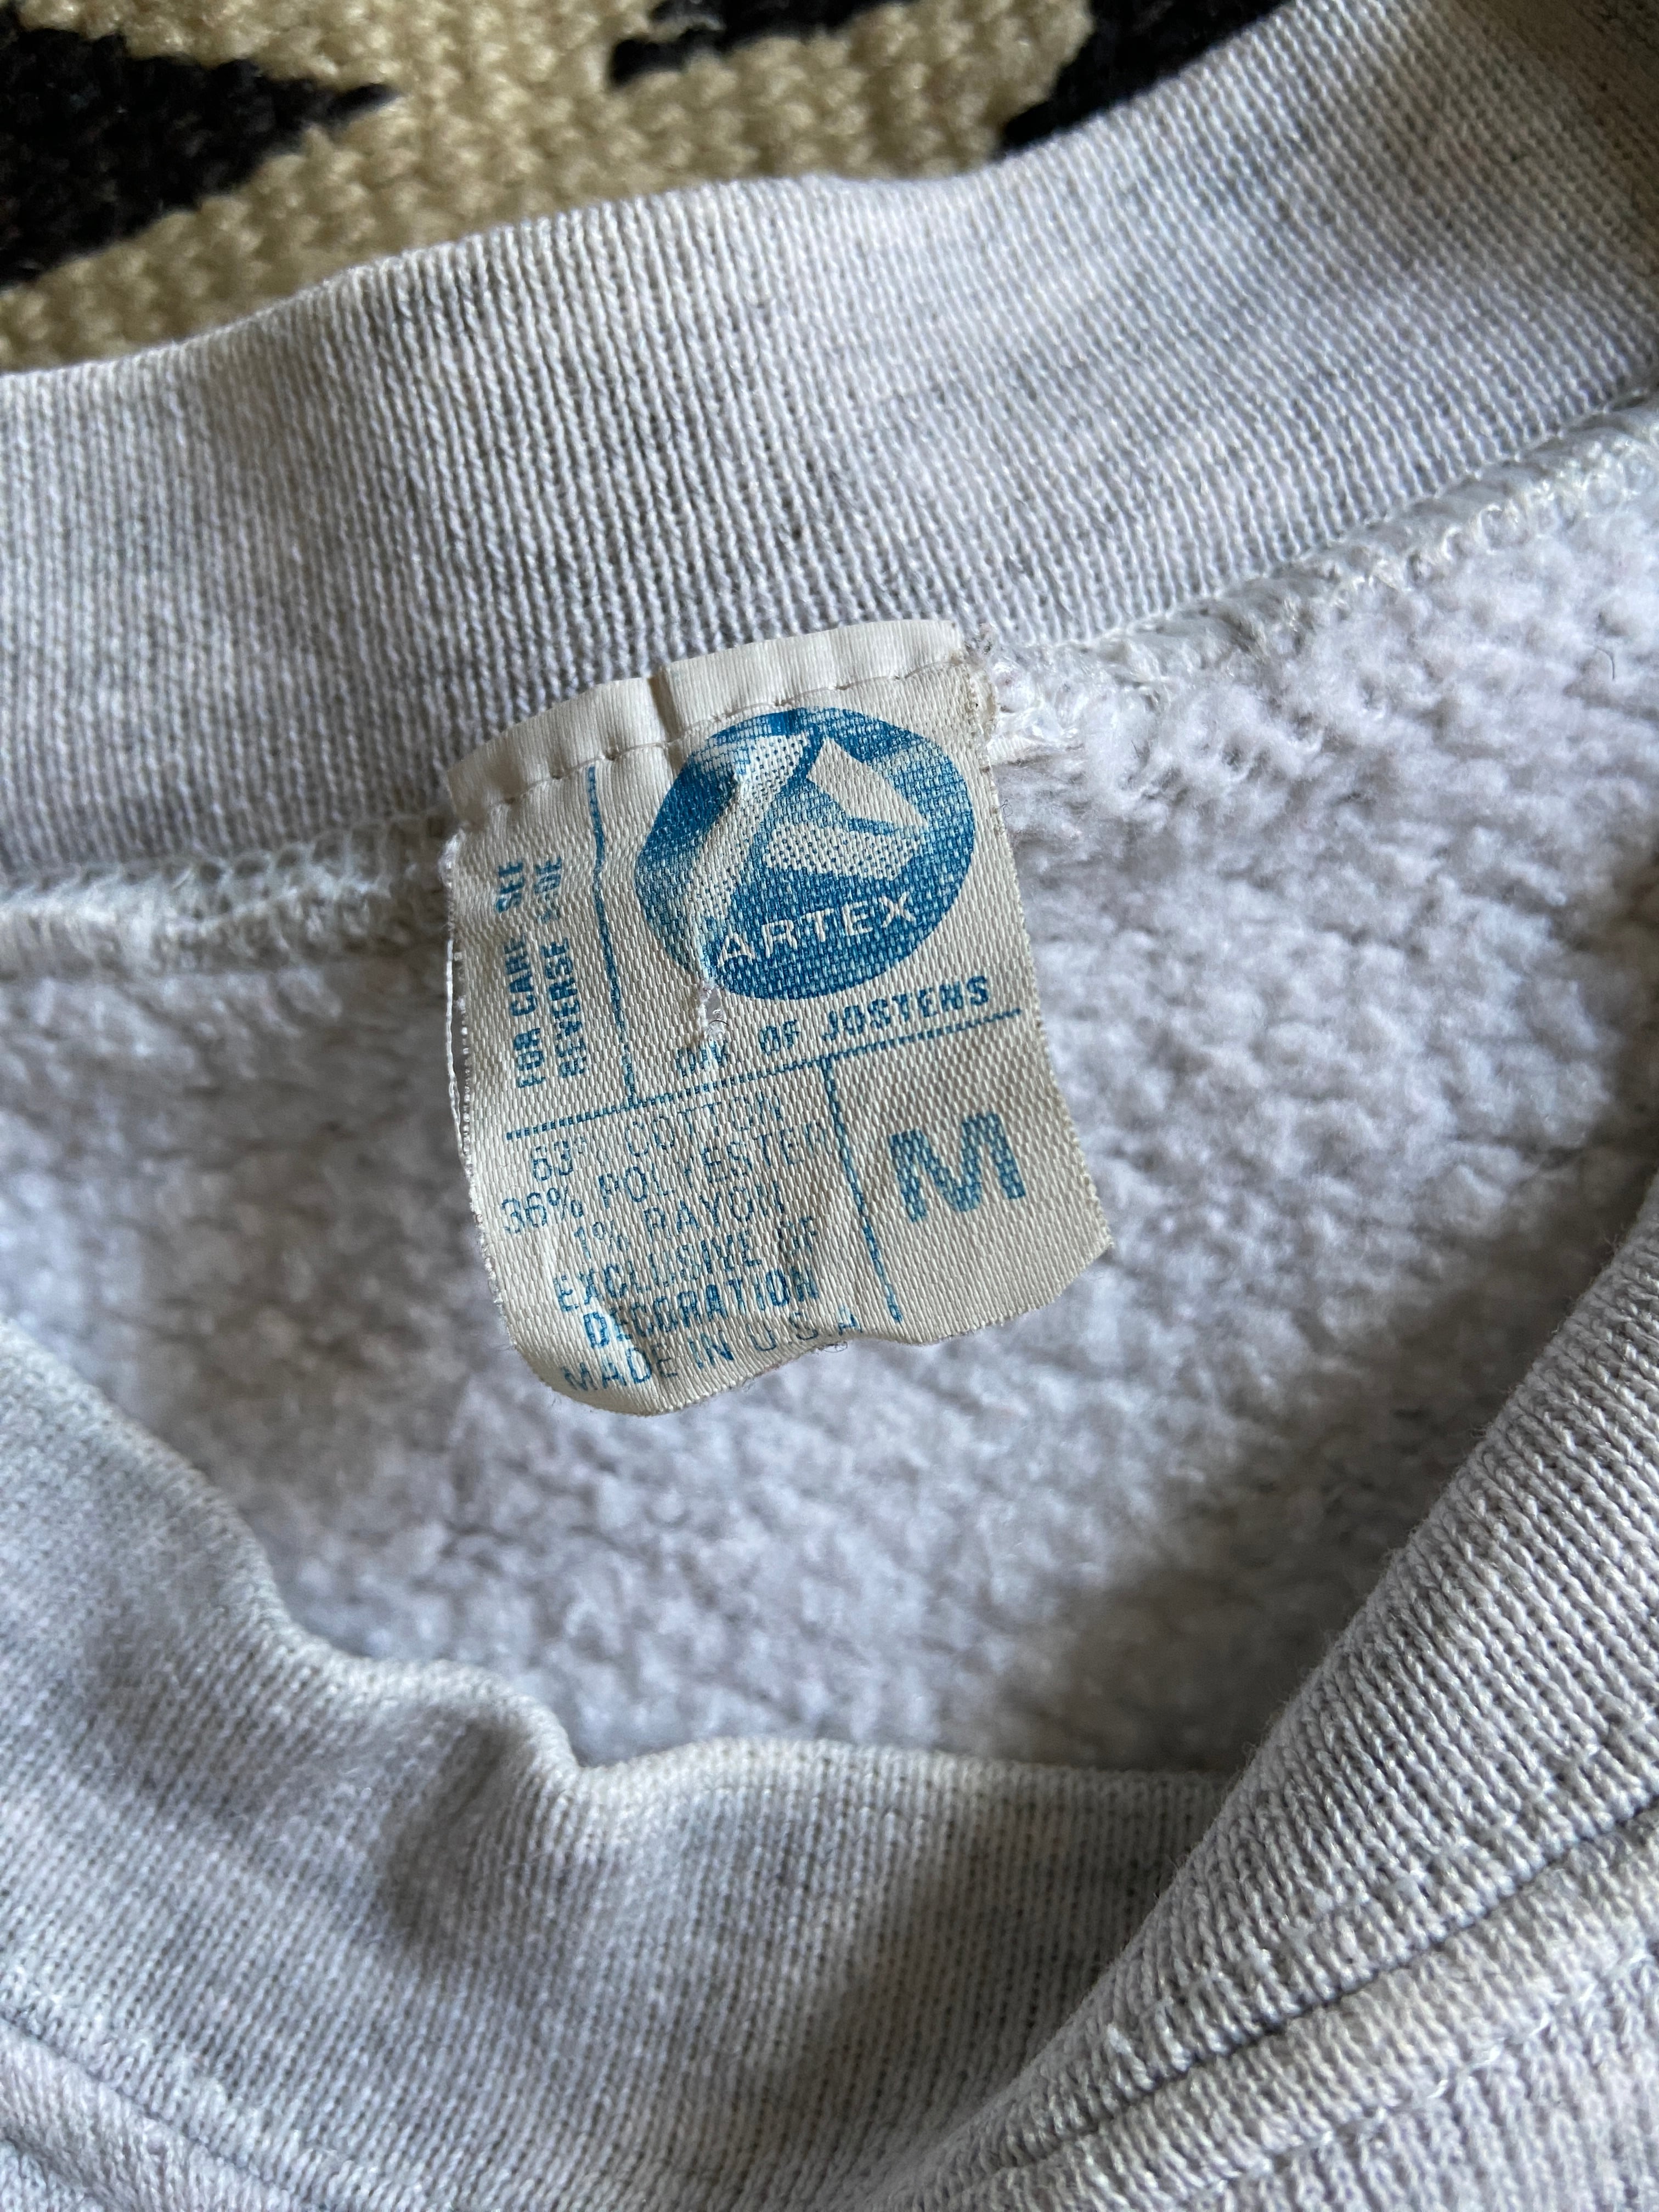 ARTEX
DIV OF JOSTENS
FOR CARE SEE
REVERSE SIDE
63% COTTON
36% POLYESTER
1% RAYON
EXCLUSIVE OF
DECORATION
MADE IN U.S.A
M